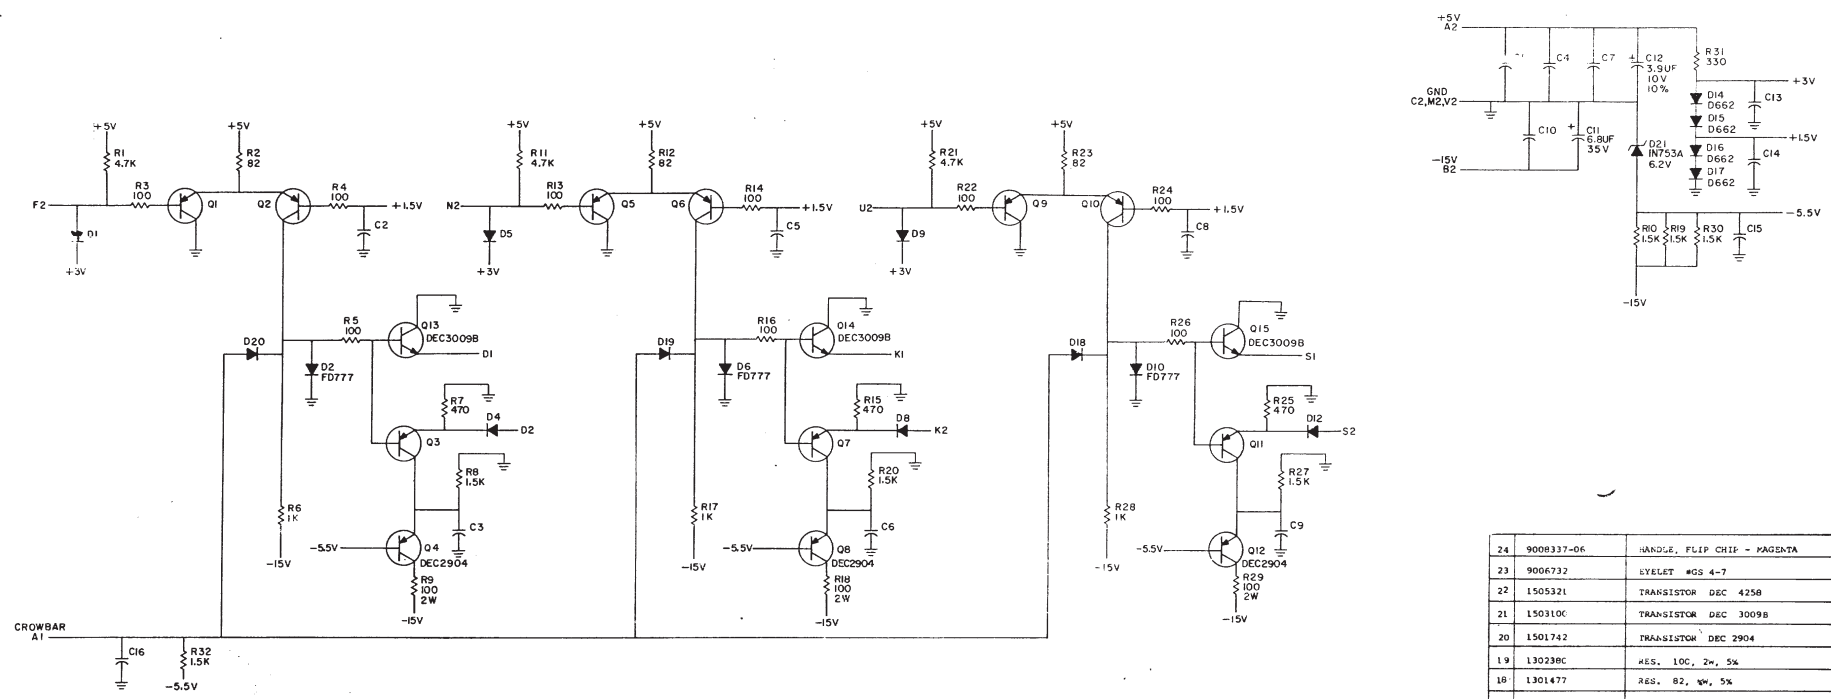 +5V
A2
GND
C2,M2,V2
-15V
B2
C4
C7
C12
3.9UF
10V
10%
R31
330
+3V
D14
D662
D15
D662
C13
+1.5V
D16
D662
D17
D662
C14
C10
C11
6.8UF
35V
D21
IN753A
6.2V
-5.5V
R10
1.5K
R19
1.5K
R30
1.5K
C15
-15V
+5V
R1
4.7K
+5V
R2
82
F2
R3
100
Q1
Q2
R4
100
+1.5V
C2
D1
+3V
D20
D2
FD777
R5
100
Q13
DEC3009B
D1
R7
470
D4
D2
Q3
R8
1.5K
R6
1K
-15V
C3
-5.5V
Q4
DEC2904
R9
100
2W
-15V
+5V
R11
4.7K
+5V
R12
82
N2
R13
100
Q5
Q6
R14
100
+1.5V
C5
D5
+3V
D19
D6
FD777
R16
100
Q14
DEC3009B
K1
R15
470
D8
K2
Q7
R20
1.5K
R17
1K
-15V
C6
-5.5V
Q8
DEC2904
R18
100
2W
-15V
+5V
R21
4.7K
+5V
R23
82
U2
R22
100
Q9
Q10
R24
100
+1.5V
C8
D9
+3V
D18
D10
FD777
R26
100
Q15
DEC3009B
S1
R25
470
D12
S2
Q11
R27
1.5K
R28
1K
-15V
C9
-5.5V
Q12
DEC2904
R29
100
2W
-15V
CROWBAR
A1
C16
R32
1.5K
-5.5V
24 9008337-06 HANDLE, FLIP CHIP - MAGENTA
23 9006732 EYELET #GS 4-7
22 1505321 TRANSISTOR DEC 4258
21 TRANSISTOR DEC 3009B
20 1501742 TRANSISTOR DEC 2904
19 RES. 2W, 5%
18 1301477 RES. 82, 5%